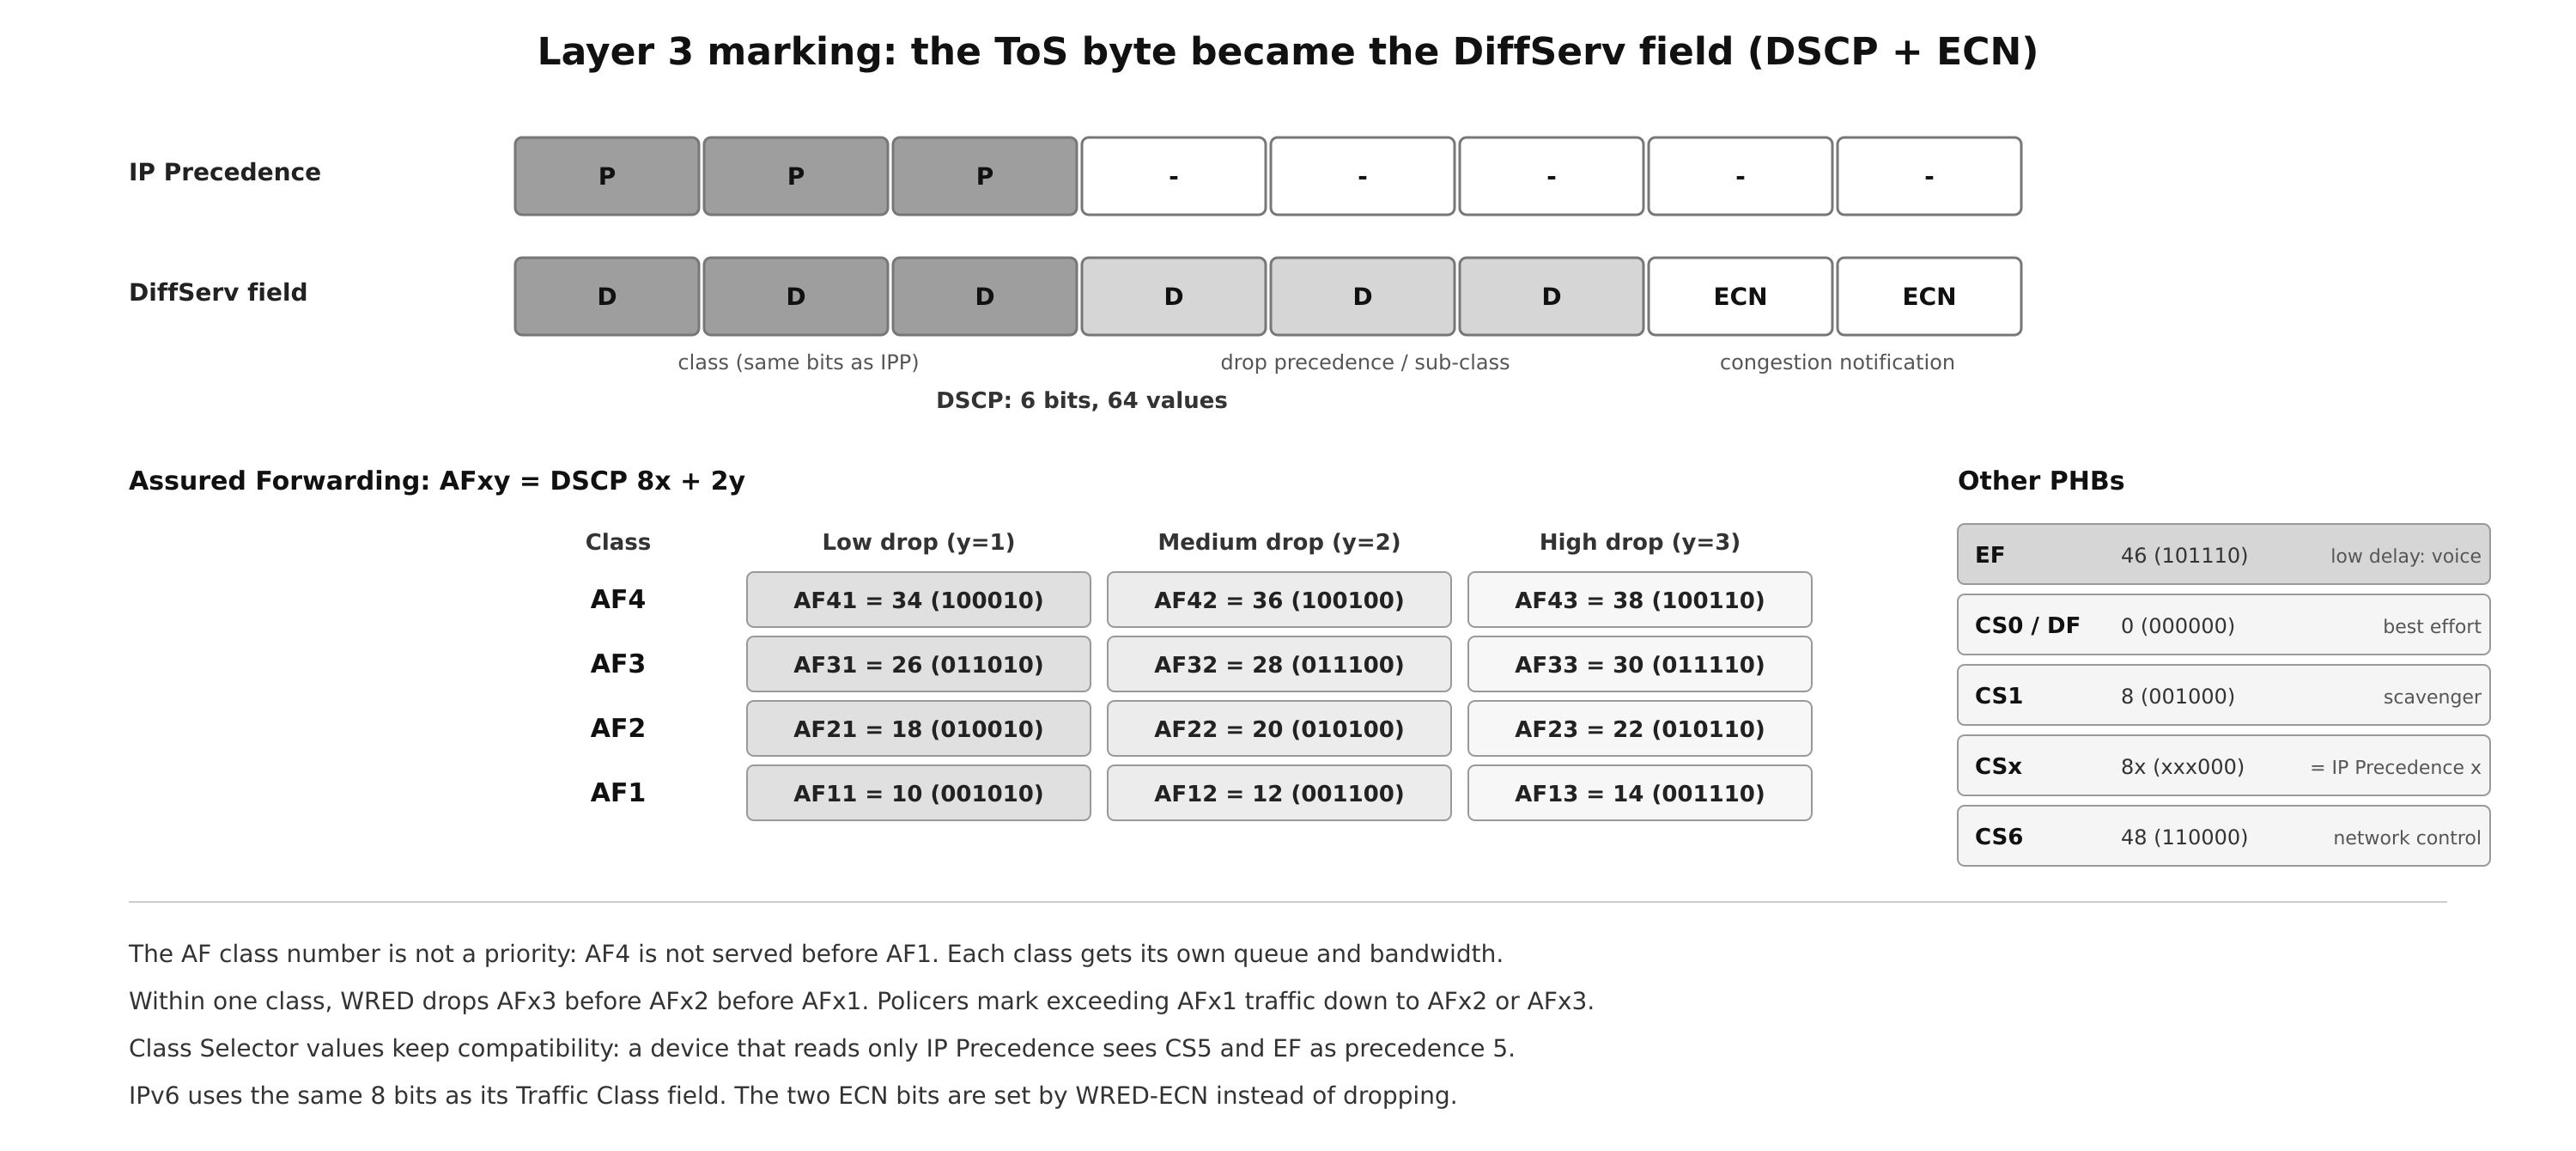 Layer 3 marking: the ToS byte became the DiffServ field (DSCP + ECN)
IP Precedence P P P - - - - -
DiffServ field D D D D D D ECN ECN
class (same bits as IPP) drop precedence / sub-class congestion notification
DSCP: 6 bits, 64 values
Assured Forwarding: AFxy = DSCP 8x + 2y
Class Low drop (y=1) Medium drop (y=2) High drop (y=3)
AF4 AF41 = 34 (100010) AF42 = 36 (100100) AF43 = 38 (100110)
AF3 AF31 = 26 (011010) AF32 = 28 (011100) AF33 = 30 (011110)
AF2 AF21 = 18 (010010) AF22 = 20 (010100) AF23 = 22 (010110)
AF1 AF11 = 10 (001010) AF12 = 12 (001100) AF13 = 14 (001110)
Other PHBs
EF 46 (101110) low delay: voice
CS0 / DF 0 (000000) best effort
CS1 8 (001000) scavenger
CSx 8x (xxx000) = IP Precedence x
CS6 48 (110000) network control
The AF class number is not a priority: AF4 is not served before AF1. Each class gets its own queue and bandwidth.
Within one class, WRED drops AFx3 before AFx2 before AFx1. Policers mark exceeding AFx1 traffic down to AFx2 or AFx3.
Class Selector values keep compatibility: a device that reads only IP Precedence sees CS5 and EF as precedence 5.
IPv6 uses the same 8 bits as its Traffic Class field. The two ECN bits are set by WRED-ECN instead of dropping.